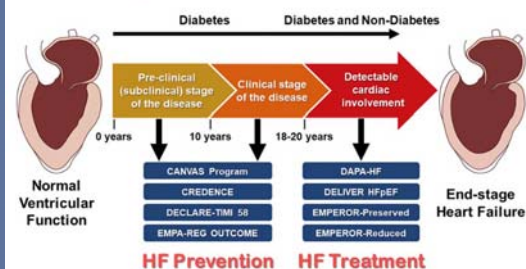 Diabetes
Diabetes and Non-Diabetes
Pre-clinical
(subclinical) stage
of the disease
Clinical stage
of the disease
Detectable
cardiac
involvement
0 years
10 years
18-20 years
Normal
Ventricular
Function
CANVAS Program
CREDENCE
DECLARE-TIMI 58
EMPA-REG OUTCOME
HF Prevention
DAPA-HF
DELIVER HFpEF
EMPEROR-Preserved
EMPEROR-Reduced
HF Treatment
End-stage
Heart Failure